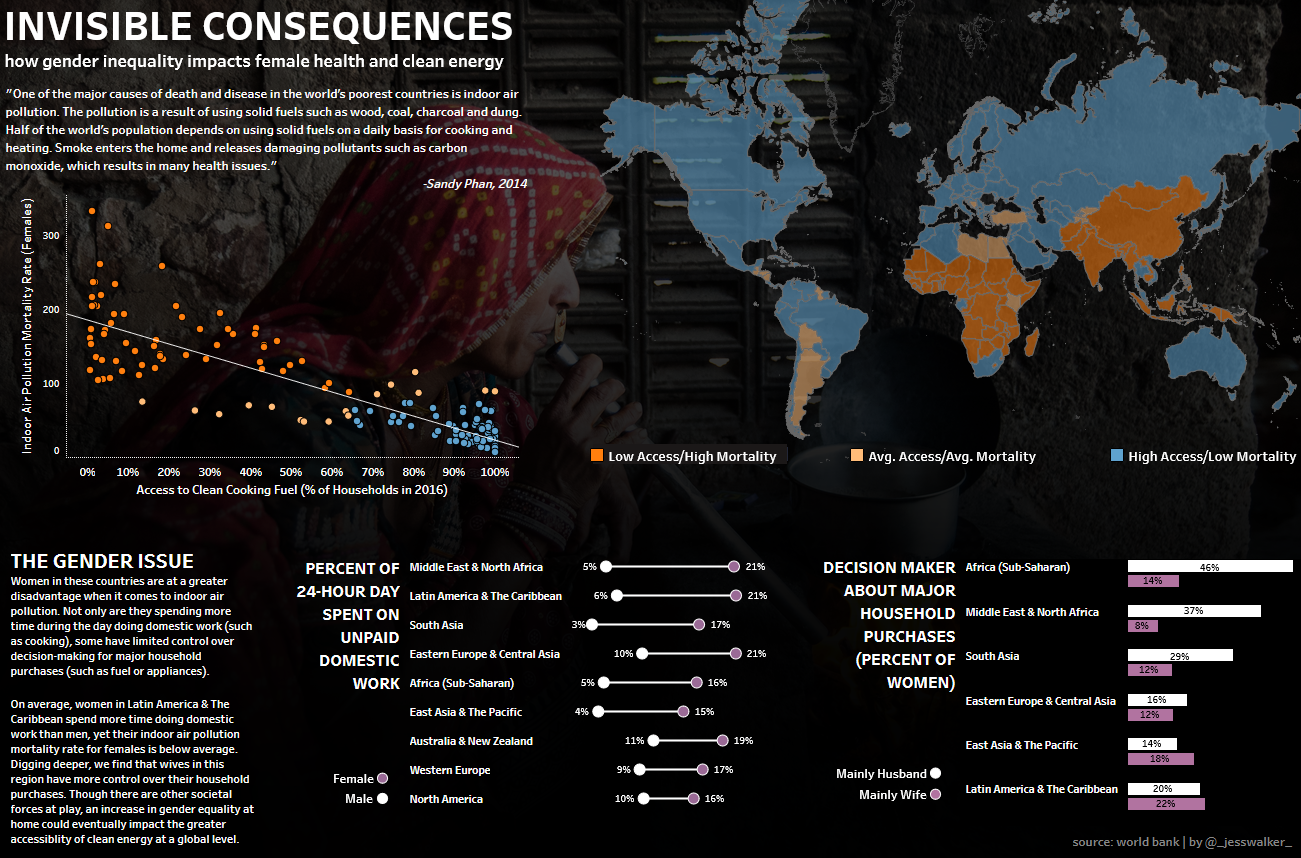 INVISIBLE CONSEQUENCES
how gender inequality impacts female health and clean energy
"One of the major causes of death and disease in the world's poorest countries is indoor air
pollution. The pollution is a result of using solid fuels such as wood, coal, charcoal and dung.
Half of the world's population depends on using solid fuels on a daily basis for cooking and
heating. Smoke enters the home and releases damaging pollutants such as carbon
monoxide, which results in many health issues."
-Sandy Phan, 2014
Indoor Air Pollution Mortality Rate (Females)
300
200
100
0
0% 10% 20% 30% 40% 50% 60% 70% 80% 90% 100%
Access to Clean Cooking Fuel (% of Households in 2016)
Low Access/High Mortality
Avg. Access/Avg. Mortality
High Access/Low Mortality
THE GENDER ISSUE
Women in these countries are at a greater
disadvantage when it comes to indoor air
pollution. Not only are they spending more
time during the day doing domestic work (such
as cooking), some have limited control over
decision-making for major household
purchases (such as fuel or appliances).
On average, women in Latin America & The
Caribbean spend more time doing domestic
work than men, yet their indoor air pollution
mortality rate for females is below average.
Digging deeper, we find that wives in this
region have more control over their household
purchases. Though there are other societal
forces at play, an increase in gender equality at
home could eventually impact the greater
accessiblity of clean energy at a global level.
PERCENT OF
24-HOUR DAY
SPENT ON
UNPAID
DOMESTIC
WORK
Female
Male
Middle East & North Africa 5% 21%
Latin America & The Caribbean 6% 21%
South Asia 3% 17%
Eastern Europe & Central Asia 10% 21%
Africa (Sub-Saharan) 5% 16%
East Asia & The Pacific 4% 15%
Australia & New Zealand 11% 19%
Western Europe 9% 17%
North America 10% 16%
DECISION MAKER
ABOUT MAJOR
HOUSEHOLD
PURCHASES
(PERCENT OF
WOMEN)
Mainly Husband
Mainly Wife
Africa (Sub-Saharan) 46%
14%
Middle East & North Africa 37%
8%
South Asia 29%
12%
Eastern Europe & Central Asia 16%
12%
East Asia & The Pacific 14%
18%
Latin America & The Caribbean 20%
22%
source: world bank | by @_jesswalker_